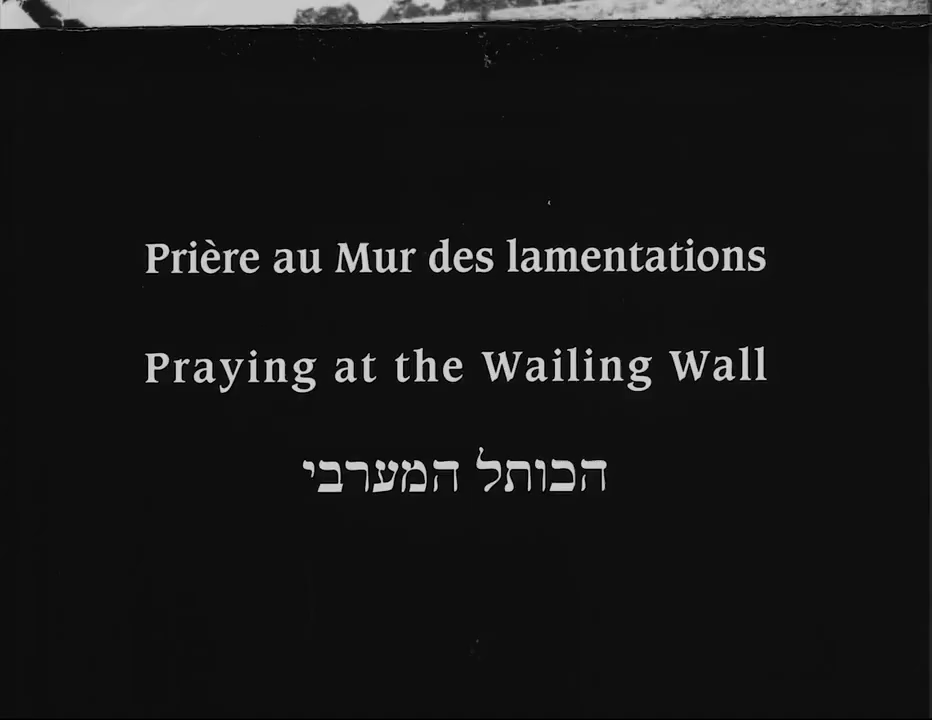 Prière au Mur des lamentations
Praying at the Wailing Wall
הכותל המערבי